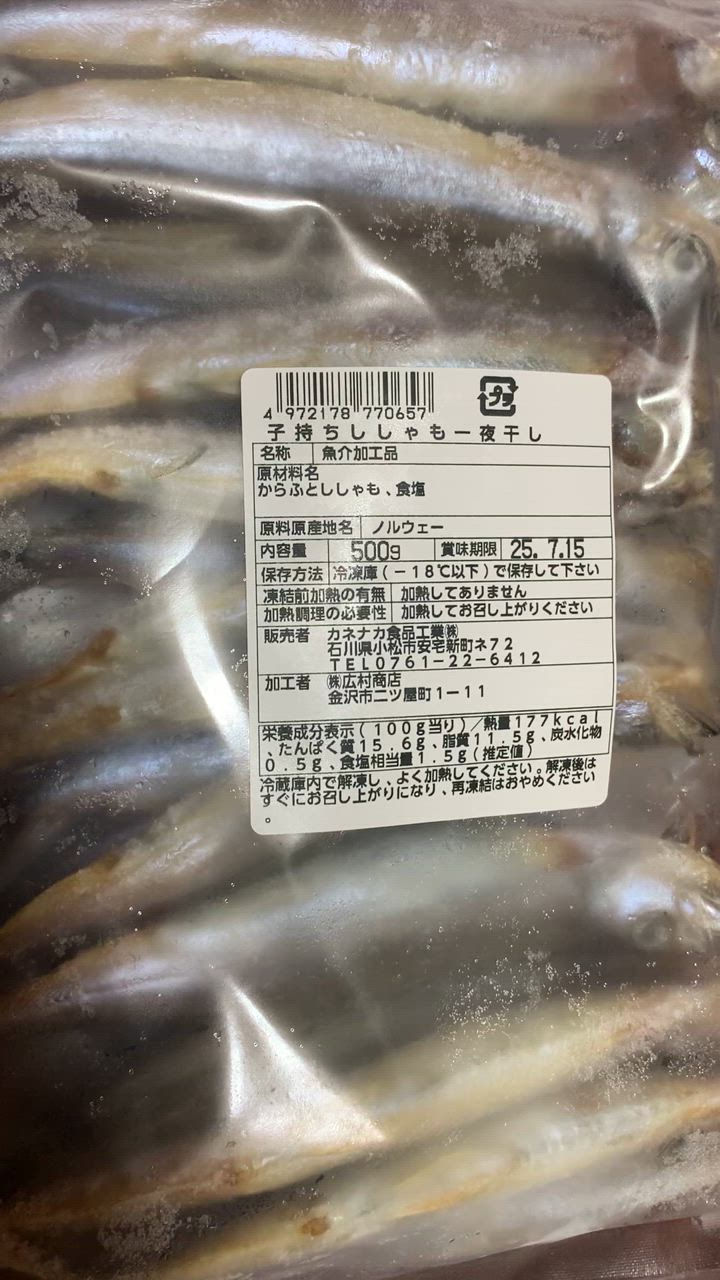 プラ
4 972178 770657
子持ちししゃも一夜干し
名称 魚介加工品
原材料名
からふとししゃも、食塩
原料原産地名 ノルウェー
内容量 500g 賞味期限 25. 7.15
保存方法 冷凍庫(-18℃以下)で保存して下さい
凍結前加熱の有無 加熱してありません
加熱調理の必要性 加熱してお召し上がりください
販売者 カネナカ食品工業㈱
石川県小松市安宅新町ネ72
TEL0761-22-6412
加工者 ㈱広村商店
金沢市二ツ屋町1-11
栄養成分表示(100g当り)/熱量177kcal
、たんぱく質15.6g、脂質11.5g、炭水化物
0.5g、食塩相当量1.5g(推定値)
冷蔵庫内で解凍し、よく加熱してください。解凍後は
すぐにお召し上がりになり、再凍結はおやめください
。